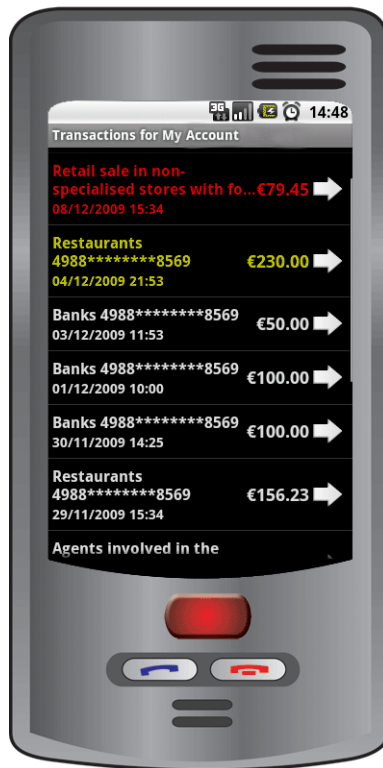 3G 14:48
Transactions for My Account
Retail sale in non-
specialised stores with fo...€79.45
08/12/2009 15:34
Restaurants
4988********8569 €230.00
04/12/2009 21:53
Banks 4988********8569
€50.00
03/12/2009 11:53
Banks 4988********8569
€100.00
01/12/2009 10:00
Banks 4988********8569
€100.00
30/11/2009 14:25
Restaurants
4988********8569 €156.23
29/11/2009 15:34
Agents involved in the